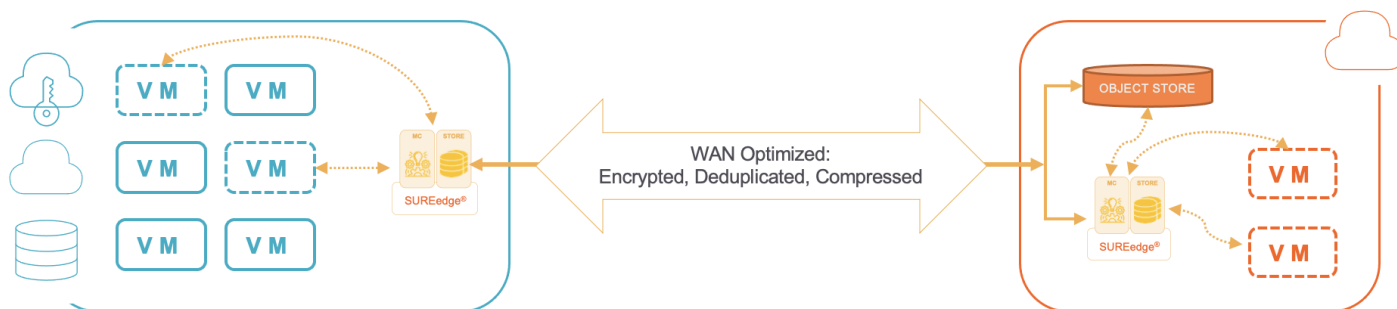 V M
V M
V M
V M
V M
V M
MC
STORE
SUREedge®
WAN Optimized:
Encrypted, Deduplicated, Compressed
OBJECT STORE
MC
STORE
SUREedge®
V M
V M